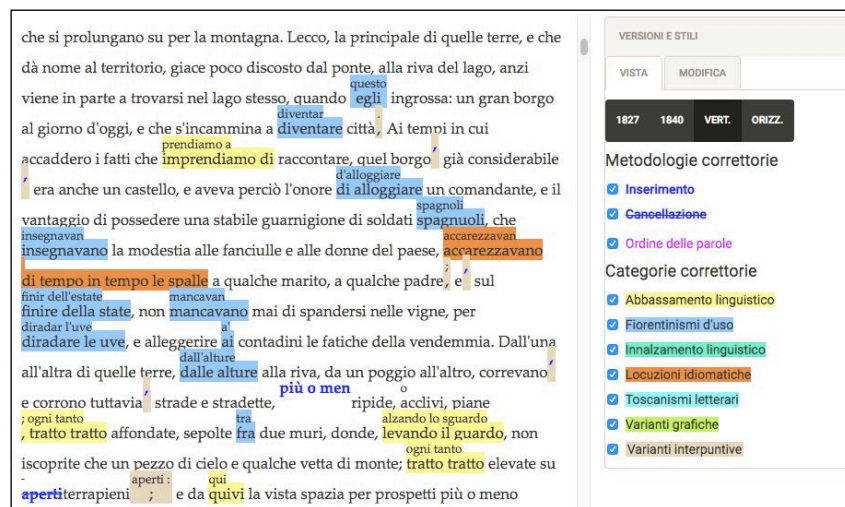 che si prolungano su per la montagna. Lecco, la principale di quelle terre, e che
dà nome al territorio, giace poco discosto dal ponte, alla riva del lago, anzi
questo
viene in parte a trovarsi nel lago stesso, quando egli ingrossa: un gran borgo
diventar .
al giorno d'oggi, e che s'incammina a diventare città, Ai tempi in cui
prendiamo a
accaddero i fatti che imprendiamo di raccontare, quel borgo, già considerabile
d'alloggiare
, era anche un castello, e aveva perciò l'onore di alloggiare un comandante, e il
spagnoli
vantaggio di possedere una stabile guarnigione di soldati spagnuoli, che
insegnavan accarezzavan
insegnavano la modestia alle fanciulle e alle donne del paese, accarezzavano
l ;
di tempo in tempo le spalle a qualche marito, a qualche padre, e, sul
finir dell'estate mancavan
finire della state, non mancavano mai di spandersi nelle vigne, per
diradar l'uve a'
diradare le uve, e alleggerire ai contadini le fatiche della vendemmia. Dall'una
dall'alture
all'altra di quelle terre, dalle alture alla riva, da un poggio all'altro, correvano,
più o men o
e corrono tuttavia, strade e stradette, ripide, acclivi, piane
; ogni tanto tra alzando lo sguardo
, tratto tratto affondate, sepolte fra due muri, donde, levando il guardo, non
ogni tanto
iscoprite che un pezzo di cielo e qualche vetta di monte; tratto tratto elevate su
- aperti : qui
apertiterrapieni ; e da quivi la vista spazia per prospetti più o meno
VERSIONI E STILI
VISTA MODIFICA
1827 1840 VERT. ORIZZ.
Metodologie correttorie
Inserimento
Cancellazione
Ordine delle parole
Categorie correttorie
Abbassamento linguistico
Fiorentinismi d'uso
Innalzamento linguistico
Locuzioni idiomatiche
Toscanismi letterari
Varianti grafiche
Varianti interpuntive